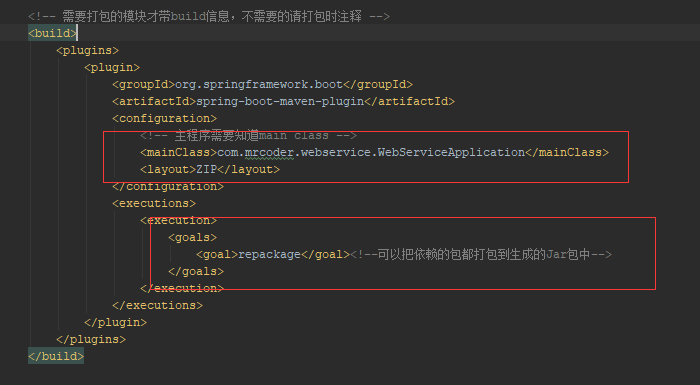 <!-- 需要打包的模块才带build信息，不需要的请打包时注释 -->
<build>
<plugins>
<plugin>
<groupId>org.springframework.boot</groupId>
<artifactId>spring-boot-maven-plugin</artifactId>
<configuration>
<!-- 主程序需要知道main class -->
<mainClass>com.mrcoder.webservice.WebServiceApplication</mainClass>
<layout>ZIP</layout>
</configuration>
<executions>
<execution>
<goals>
<goal>repackage</goal><!--可以把依赖的包都打包到生成的Jar包中-->
</goals>
</execution>
</executions>
</plugin>
</plugins>
</build>